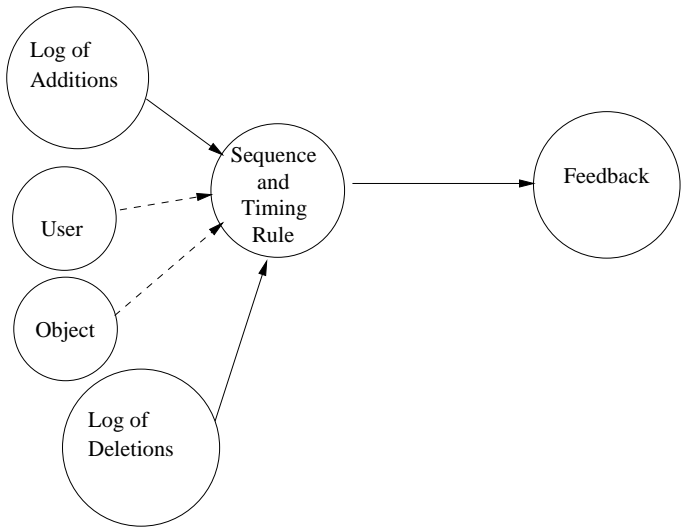 Log of
Additions
User
Object
Log of
Deletions
Sequence
and
Timing
Rule
Feedback